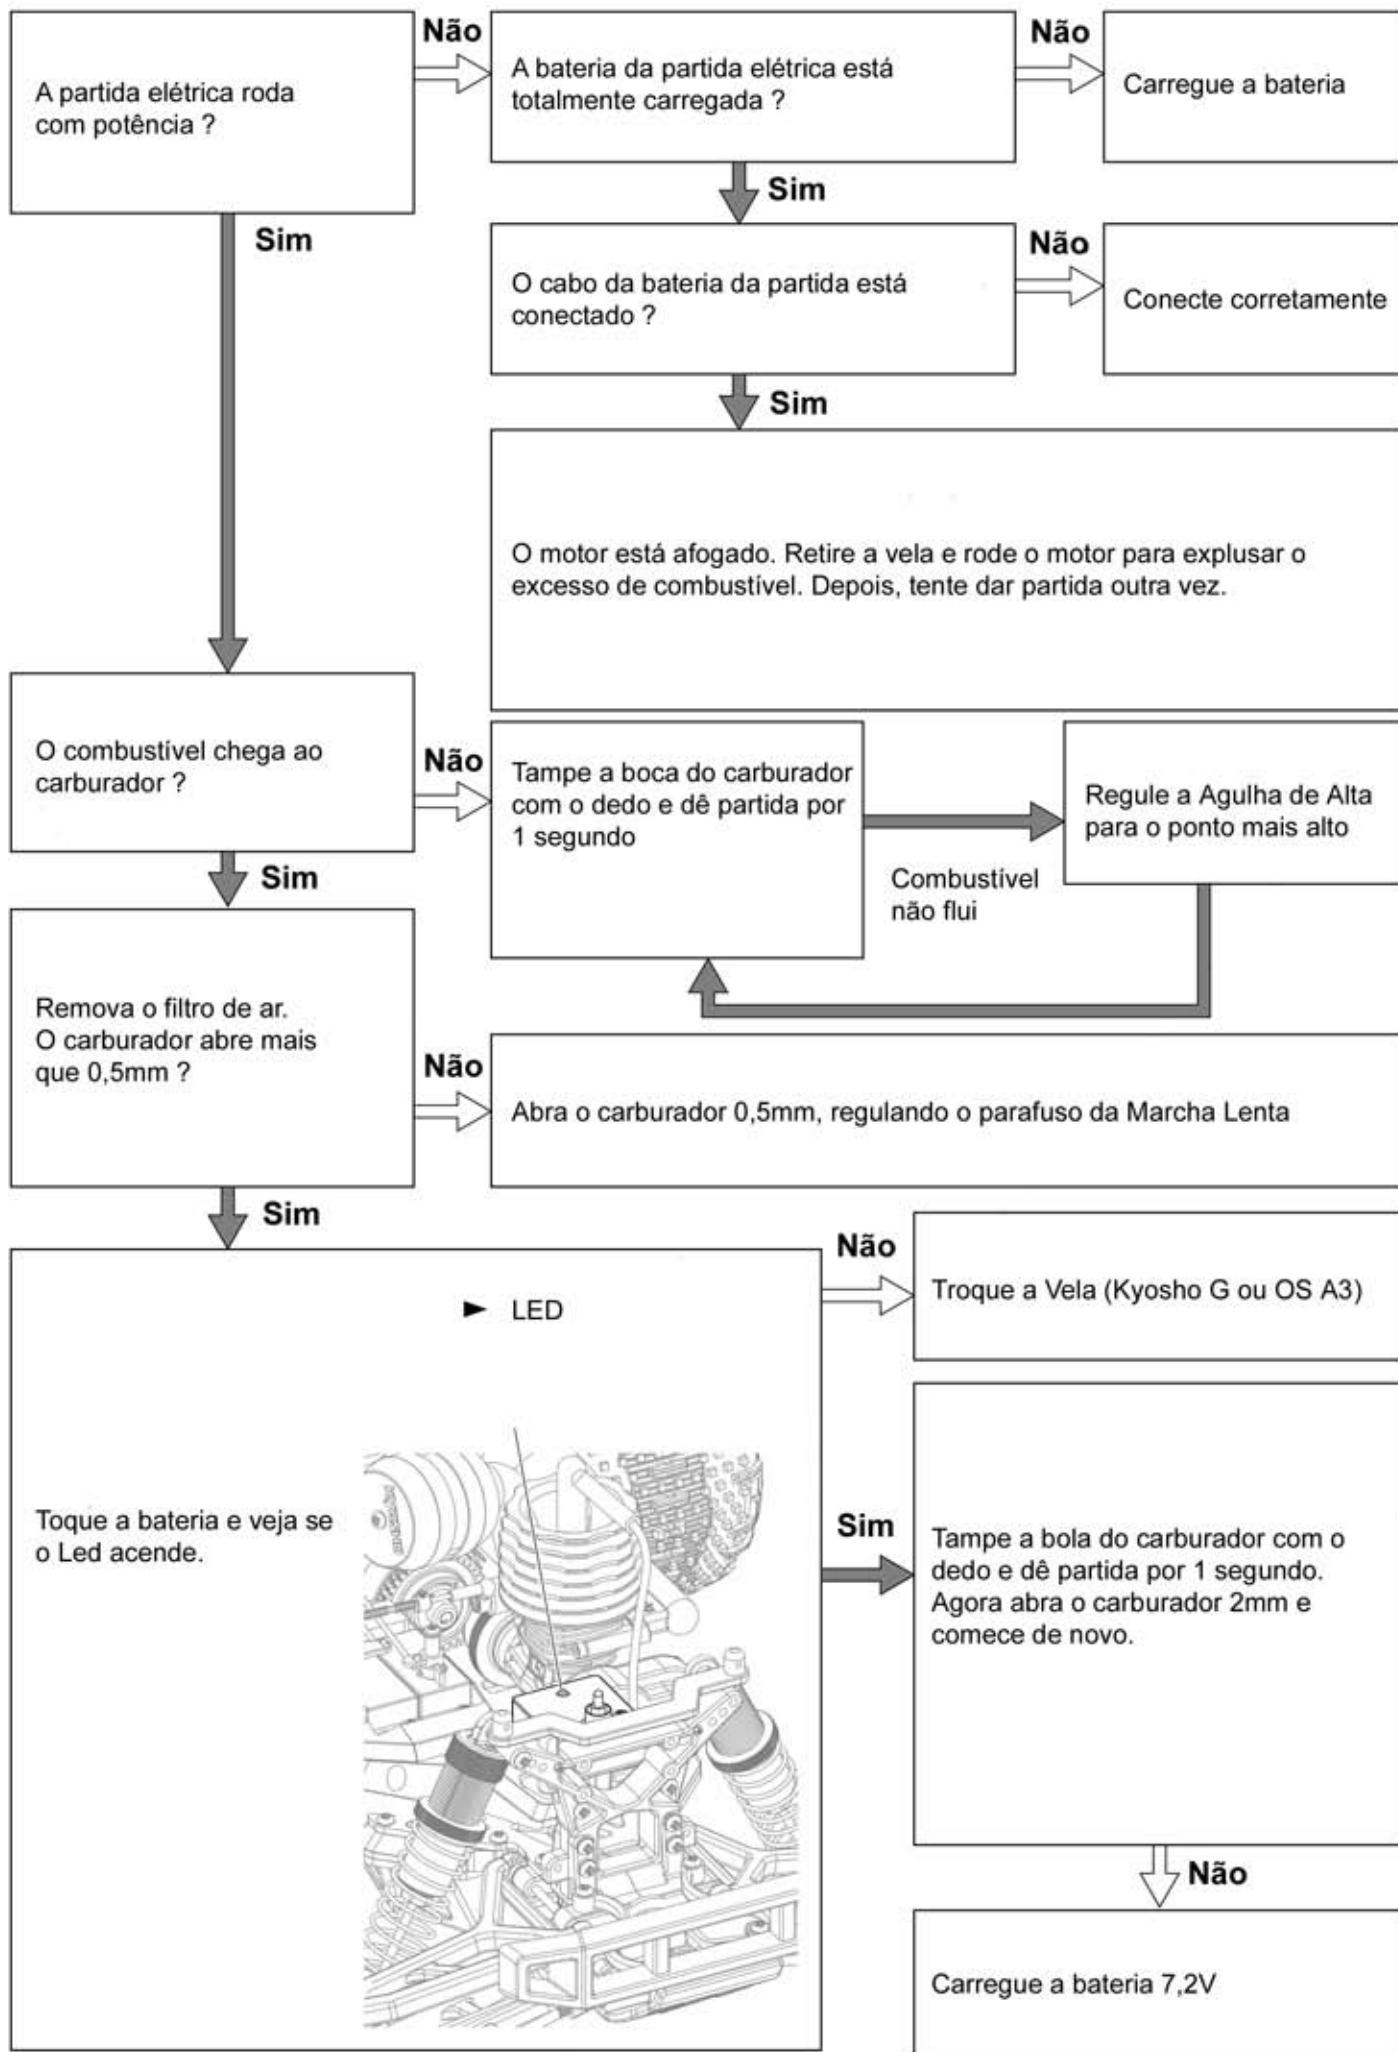 Não
Não
A partida elétrica roda
com potência ?
A bateria da partida elétrica está
totalmente carregada ?
Carregue a bateria
Sim
Sim
Não
O cabo da bateria da partida está
conectado ?
Conecte corretamente
Sim
O motor está afogado. Retire a vela e rode o motor para explusar o
excesso de combustível. Depois, tente dar partida outra vez.
O combustível chega ao
carburador ?
Não
Tampe a boca do carburador
com o dedo e dê partida por
1 segundo
Combustível
não flui
Regule a Agulha de Alta
para o ponto mais alto
Sim
Remova o filtro de ar.
O carburador abre mais
que 0,5mm ?
Não
Abra o carburador 0,5mm, regulando o parafuso da Marcha Lenta
Sim
LED
Toque a bateria e veja se
o Led acende.
Não
Troque a Vela (Kyosho G ou OS A3)
Sim
Tampe a bola do carburador com o
dedo e dê partida por 1 segundo.
Agora abra o carburador 2mm e
comece de novo.
Não
Carregue a bateria 7,2V